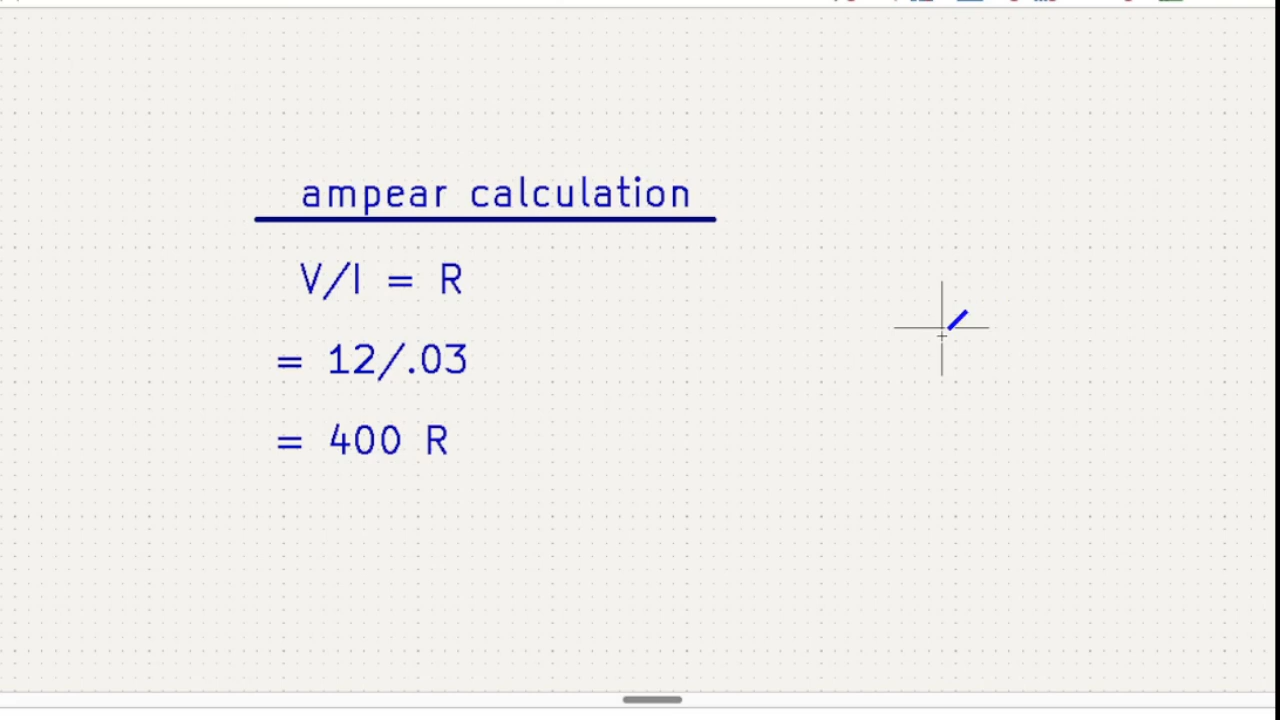 ampear calculation
V/I = R
= 12/.03
= 400 R